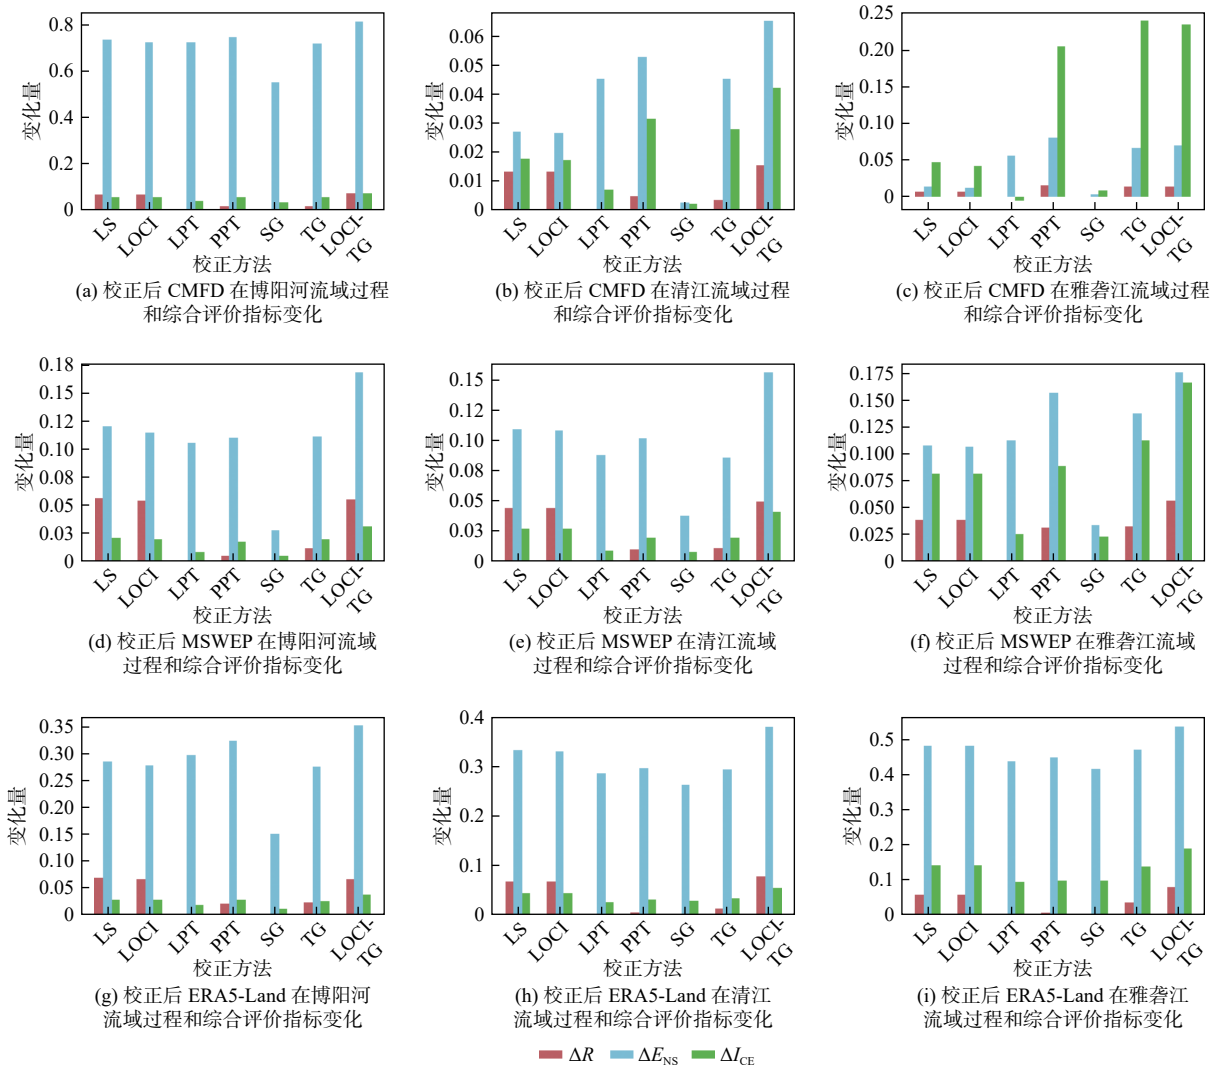 0.8
0.6
0.4
0.2
0
变化量
LS
LOCI
LPT
PPT
SG
TG
LOCI-
TG
校正方法
(a) 校正后 CMFD 在博阳河流域过程
和综合评价指标变化
0.06
0.05
0.04
0.03
0.02
0.01
0
变化量
LS
LOCI
LPT
PPT
SG
TG
LOCI-
TG
校正方法
(b) 校正后 CMFD 在清江流域过程
和综合评价指标变化
0.25
0.20
0.15
0.10
0.05
0
变化量
LS
LOCI
LPT
PPT
SG
TG
LOCI-
TG
校正方法
(c) 校正后 CMFD 在雅砻江流域过程
和综合评价指标变化
0.18
0.12
0.12
0.10
0.08
0.05
0.03
0
变化量
LS
LOCI
LPT
PPT
SG
TG
LOCI-
TG
校正方法
(d) 校正后 MSWEP 在博阳河流域
过程和综合评价指标变化
0.15
0.12
0.10
0.08
0.05
0.03
0
变化量
LS
LOCI
LPT
PPT
SG
TG
LOCI-
TG
校正方法
(e) 校正后 MSWEP 在清江流域
过程和综合评价指标变化
0.175
0.150
0.125
0.100
0.075
0.050
0.025
0
变化量
LS
LOCI
LPT
PPT
SG
TG
LOCI-
TG
校正方法
(f) 校正后 MSWEP 在雅砻江流域
过程和综合评价指标变化
0.35
0.30
0.25
0.20
0.15
0.10
0.05
0
变化量
LS
LOCI
LPT
PPT
SG
TG
LOCI-
TG
校正方法
(g) 校正后 ERA5-Land 在博阳河
流域过程和综合评价指标变化
0.4
0.3
0.2
0.1
0
变化量
LS
LOCI
LPT
PPT
SG
TG
LOCI-
TG
校正方法
(h) 校正后 ERA5-Land 在清江
流域过程和综合评价指标变化
0.5
0.4
0.3
0.2
0.1
0
变化量
LS
LOCI
LPT
PPT
SG
TG
LOCI-
TG
校正方法
(i) 校正后 ERA5-Land 在雅砻江
流域过程和综合评价指标变化
ΔR ΔE_NS ΔI_CE